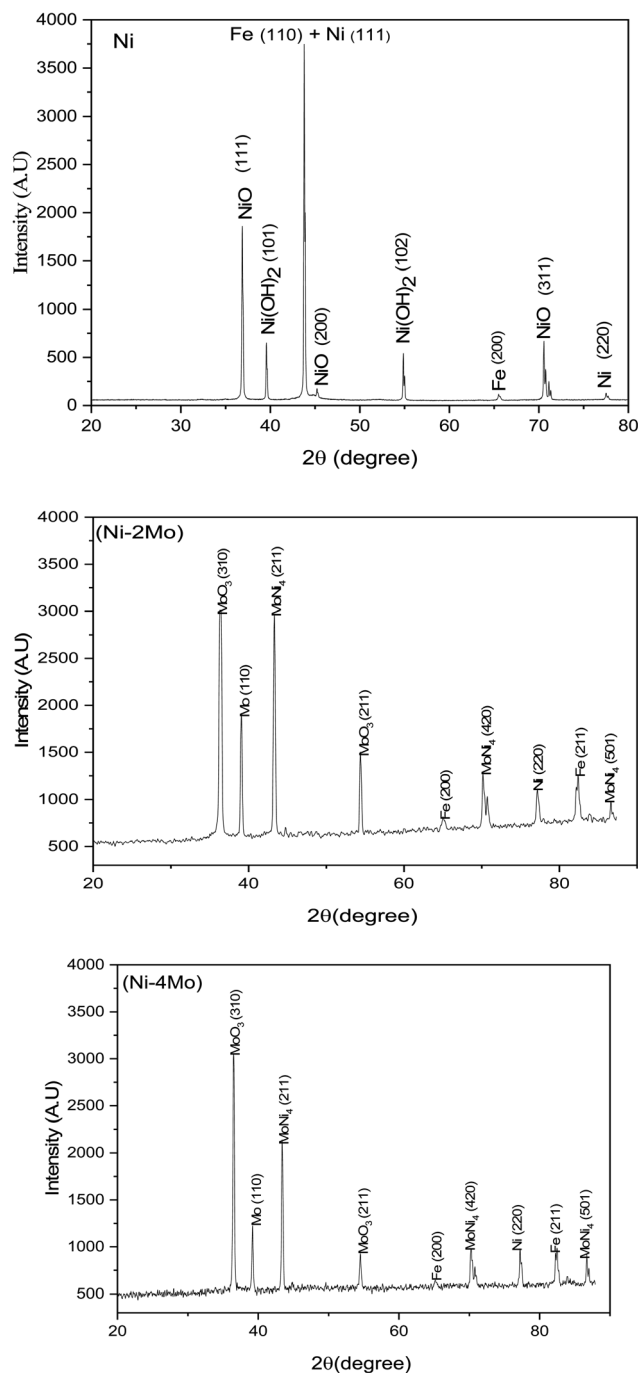 Ni
Fe (110) + Ni (111)
NiO (111)
Ni(OH)2 (101)
NiO (200)
Ni(OH)2 (102)
Fe (200)
NiO (311)
Ni (220)
4000
3500
3000
2500
2000
1500
1000
500
0
Intensity (A.U)
20 30 40 50 60 70 80
2θ (degree)
(Ni-2Mo)
MoO3 (310)
Mo (110)
MoNi4 (211)
MoO3 (211)
Fe (200)
MoNi4 (420)
Ni (220)
Fe (211)
MoNi4 (501)
4000
3500
3000
2500
2000
1500
1000
500
Intensity (A.U)
20 40 60 80
2θ(degree)
(Ni-4Mo)
MoO3 (310)
Mo (110)
MoNi4 (211)
MoO3 (211)
Fe (200)
MoNi4 (420)
Ni (220)
Fe (211)
MoNi4 (501)
4000
3500
3000
2500
2000
1500
1000
500
Intensity (A.U)
20 40 60 80
2θ(degree)